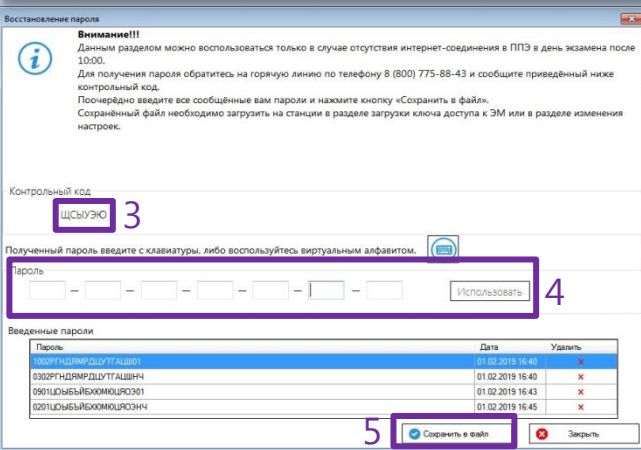 Восстановление пароля
Внимание!!!
Данным разделом можно воспользоваться только в случае отсутствия интернет-соединения в ППЭ в день экзамена после
10:00.
Для получения пароля обратитесь на горячую линию по телефону 8 (800) 775-88-43 и сообщите приведённый ниже
контрольный код.
Поочерёдно введите все сообщённые вам пароли и нажмите кнопку «Сохранить в файл».
Сохранённый файл необходимо загрузить на станции в разделе загрузки ключа доступа к ЭМ или в разделе изменения
настроек.
Контрольный код
ЩСЫУЭЮ 3
Полученный пароль введите с клавиатуры, либо воспользуйтесь виртуальным алфавитом.
Пароль
– – – – – – Использовать 4
Введенные пароли
Пароль Дата Удалить
1002РГНДЯМРДЦУТГАЦШ01 01.02.2019 16:40 ×
0302РГНДЯМРДЦУТГАЦШНЧ 01.02.2019 16:40 ×
0901ЦОЫБЪЙБХЮМЮЦЯОЭ01 01.02.2019 16:43 ×
0201ЦОЫБЪЙБХЮМЮЦЯОЭНЧ 01.02.2019 16:45 ×
5 Сохранить в файл Закрыть